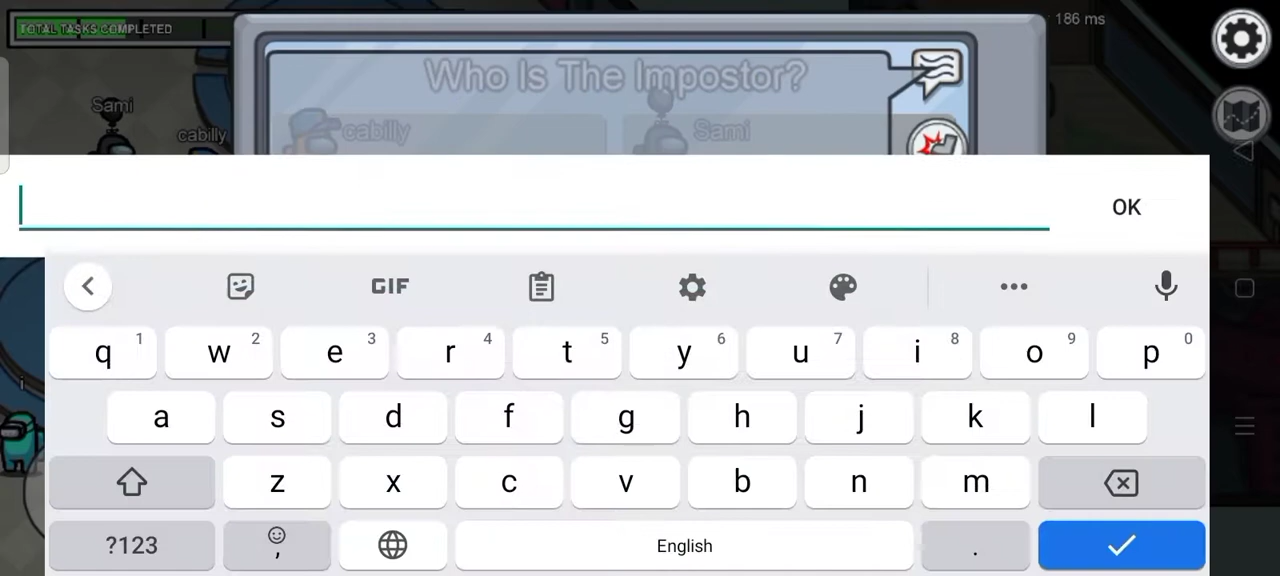 TOTAL TASKS COMPLETED
186 ms
Who Is The Impostor?
Sami
cabilly
cabilly
Sami
OK
GIF
q 1 w 2 e 3 r 4 t 5 y 6 u 7 i 8 o 9 p 0
a s d f g h j k l
z x c v b n m
?123 , English .
i